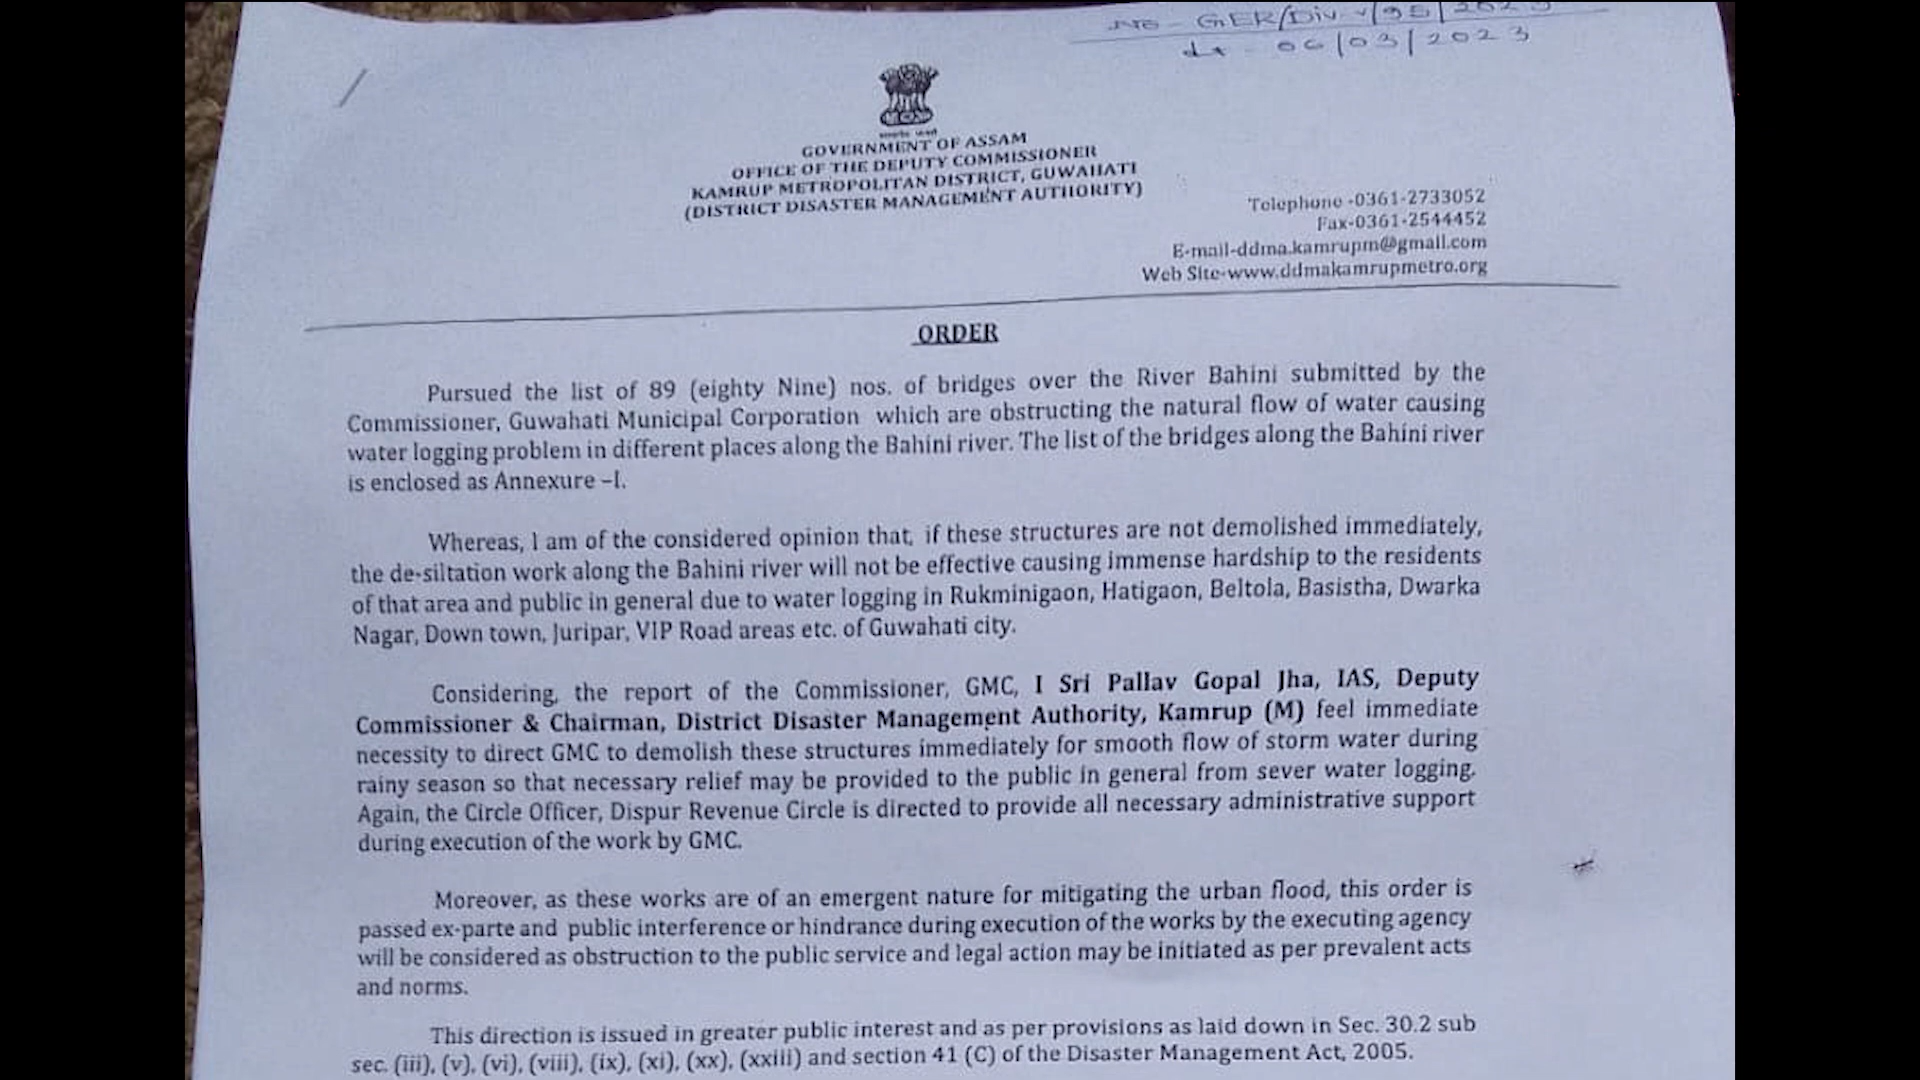 No - GER/Div-V/95/2023
dt - 06/03/2023
GOVERNMENT OF ASSAM
OFFICE OF THE DEPUTY COMMISSIONER
KAMRUP METROPOLITAN DISTRICT, GUWAHATI
(DISTRICT DISASTER MANAGEMENT AUTHORITY)
Telephone -0361-2733052
Fax-0361-2544452
E-mail-ddma.kamrupm@gmail.com
Web Site-www.ddmakamrupmetro.org
ORDER
Pursued the list of 89 (eighty Nine) nos. of bridges over the River Bahini submitted by the
Commissioner, Guwahati Municipal Corporation which are obstructing the natural flow of water causing
water logging problem in different places along the Bahini river. The list of the bridges along the Bahini river
is enclosed as Annexure –I.
Whereas, I am of the considered opinion that, if these structures are not demolished immediately,
the de-siltation work along the Bahini river will not be effective causing immense hardship to the residents
of that area and public in general due to water logging in Rukminigaon, Hatigaon, Beltola, Basistha, Dwarka
Nagar, Down town, Juripar, VIP Road areas etc. of Guwahati city.
Considering, the report of the Commissioner, GMC, I Sri Pallav Gopal Jha, IAS, Deputy
Commissioner & Chairman, District Disaster Management Authority, Kamrup (M) feel immediate
necessity to direct GMC to demolish these structures immediately for smooth flow of storm water during
rainy season so that necessary relief may be provided to the public in general from sever water logging.
Again, the Circle Officer, Dispur Revenue Circle is directed to provide all necessary administrative support
during execution of the work by GMC.
Moreover, as these works are of an emergent nature for mitigating the urban flood, this order is
passed ex-parte and public interference or hindrance during execution of the works by the executing agency
will be considered as obstruction to the public service and legal action may be initiated as per prevalent acts
and norms.
This direction is issued in greater public interest and as per provisions as laid down in Sec. 30.2 sub
sec. (iii), (v), (vi), (viii), (ix), (xi), (xx), (xxiii) and section 41 (C) of the Disaster Management Act, 2005.